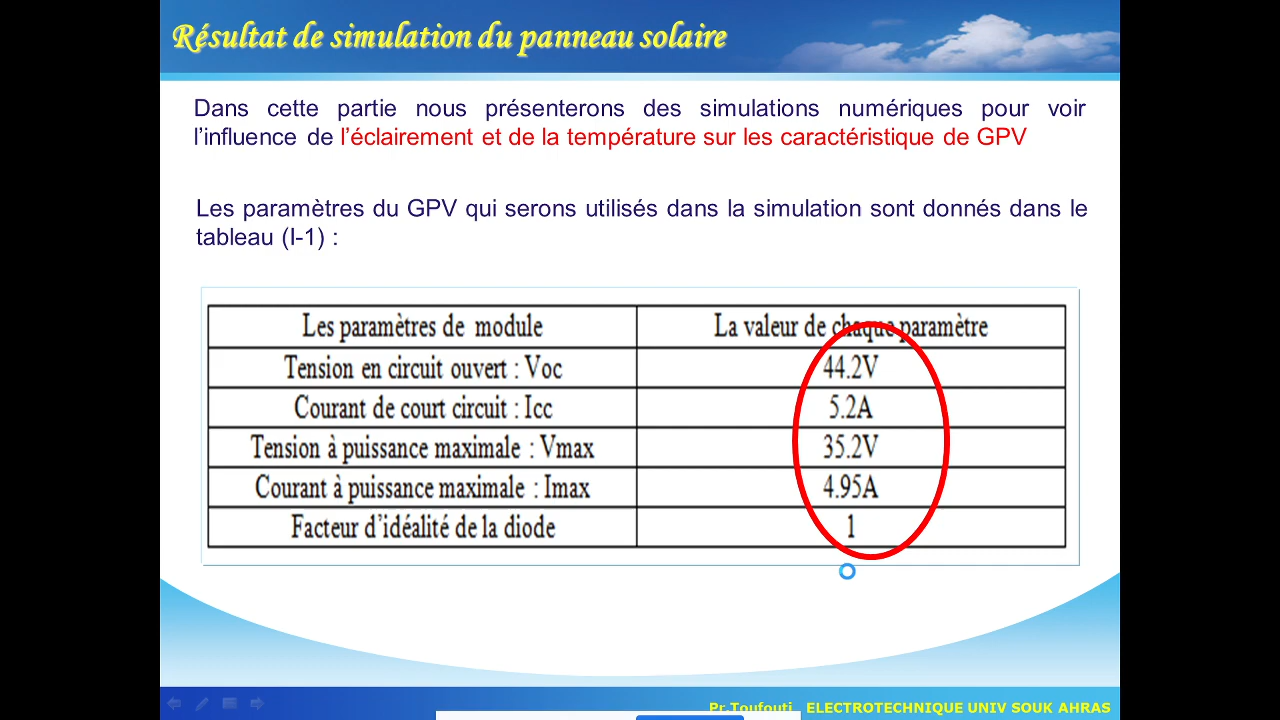 Résultat de simulation du panneau solaire
Dans cette partie nous présenterons des simulations numériques pour voir
l’influence de l’éclairement et de la température sur les caractéristique de GPV
Les paramètres du GPV qui serons utilisés dans la simulation sont donnés dans le
tableau (I-1) :
Les paramètres de module La valeur de chaque paramètre
Tension en circuit ouvert : Voc 44.2V
Courant de court circuit : Icc 5.2A
Tension à puissance maximale : Vmax 35.2V
Courant à puissance maximale : Imax 4.95A
Facteur d’idéalité de la diode 1
Pr.Toufouti ELECTROTECHNIQUE UNIV SOUK AHRAS